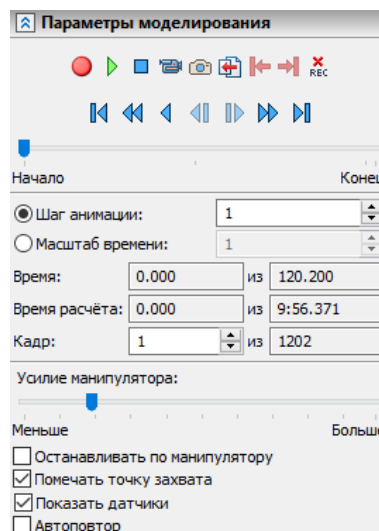 Параметры моделирования
REC
Начало Конец
Шаг анимации: 1
Масштаб времени: 1
Время: 0.000 из 120.200
Время расчёта: 0.000 из 9:56.371
Кадр: 1 из 1202
Усилие манипулятора:
Меньше Больше
Останавливать по манипулятору
Помечать точку захвата
Показать датчики
Автоповтор